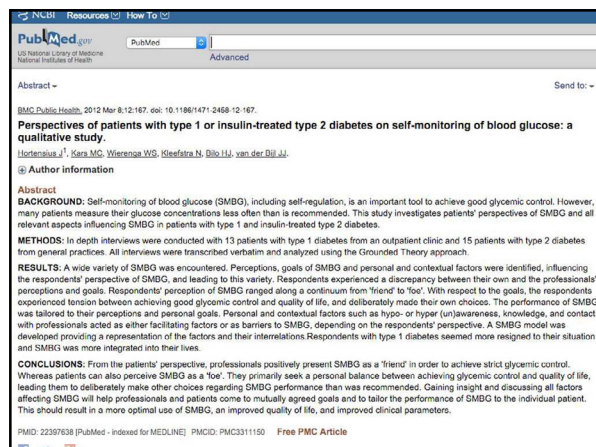 NCBI Resources How To
PubMed.gov
US National Library of Medicine
National Institutes of Health
PubMed
Advanced
Abstract
Send to:
BMC Public Health. 2012 Mar 8;12:167. doi: 10.1186/1471-2458-12-167.
Perspectives of patients with type 1 or insulin-treated type 2 diabetes on self-monitoring of blood glucose: a
qualitative study.
Hortensius J1, Kars MC, Wierenga WS, Kleefstra N, Bilo HJ, van der Bijl JJ.
Author information
Abstract
BACKGROUND: Self-monitoring of blood glucose (SMBG), including self-regulation, is an important tool to achieve good glycemic control. However,
many patients measure their glucose concentrations less often than is recommended. This study investigates patients' perspectives of SMBG and all
relevant aspects influencing SMBG in patients with type 1 and insulin-treated type 2 diabetes.
METHODS: In depth interviews were conducted with 13 patients with type 1 diabetes from an outpatient clinic and 15 patients with type 2 diabetes
from general practices. All interviews were transcribed verbatim and analyzed using the Grounded Theory approach.
RESULTS: A wide variety of SMBG was encountered. Perceptions, goals of SMBG and personal and contextual factors were identified, influencing
the respondents' perspective of SMBG, and leading to this variety. Respondents experienced a discrepancy between their own and the professionals'
perceptions and goals. Respondents' perception of SMBG ranged along a continuum from 'friend' to 'foe'. With respect to the goals, the respondents
experienced tension between achieving good glycemic control and quality of life, and deliberately made their own choices. The performance of SMBG
was tailored to their perceptions and personal goals. Personal and contextual factors such as hypo- or hyper (un)awareness, knowledge, and contact
with professionals acted as either facilitating factors or as barriers to SMBG, depending on the respondents' perspective. A SMBG model was
developed providing a representation of the factors and their interrelations.Respondents with type 1 diabetes seemed more resigned to their situation
and SMBG was more integrated into their lives.
CONCLUSIONS: From the patients' perspective, professionals positively present SMBG as a 'friend' in order to achieve strict glycemic control.
Whereas patients can also perceive SMBG as a 'foe'. They primarily seek a personal balance between achieving glycemic control and quality of life,
leading them to deliberately make other choices regarding SMBG performance than was recommended. Gaining insight and discussing all factors
affecting SMBG will help professionals and patients come to mutually agreed goals and to tailor the performance of SMBG to the individual patient.
This should result in a more optimal use of SMBG, an improved quality of life, and improved clinical parameters.
PMID: 22397638 [PubMed - indexed for MEDLINE] PMCID: PMC3311150 Free PMC Article